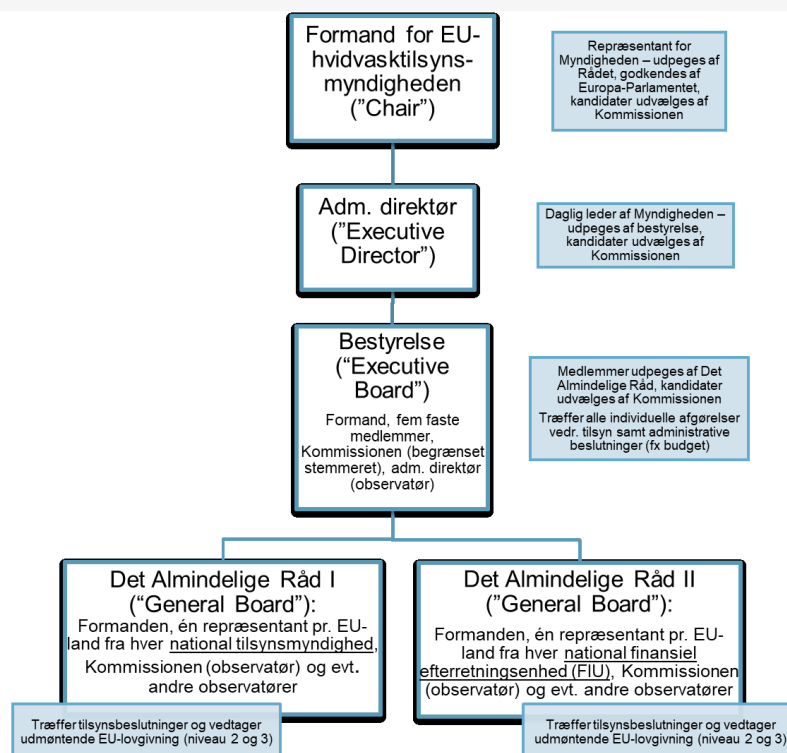 Formand for EU-
hvidvasktilsyns-
myndigheden
("Chair")
Repræsentant for
Myndigheden – udpeges af
Rådet, godkendes af
Europa-Parlamentet,
kandidater udvælges af
Kommissionen
Adm. direktør
("Executive
Director")
Daglig leder af Myndigheden –
udpeges af bestyrelse,
kandidater udvælges af
Kommissionen
Bestyrelse
("Executive
Board")
Formand, fem faste
medlemmer,
Kommissionen (begrænset
stemmeret), adm. direktør
(observatør)
Medlemmer udpeges af Det
Almindelige Råd, kandidater
udvælges af Kommissionen
Træffer alle individuelle afgørelser
vedr. tilsyn samt administrative
beslutninger (fx budget)
Det Almindelige Råd I
("General Board"):
Formanden, én repræsentant pr. EU-
land fra hver national tilsynsmyndighed,
Kommissionen (observatør) og evt.
andre observatører
Træffer tilsynsbeslutninger og vedtager
udmøntende EU-lovgivning (niveau 2 og 3)
Det Almindelige Råd II
("General Board"):
Formanden, én repræsentant pr. EU-
land fra hver national finansiel
efterretningsenhed (FIU), Kommissionen
(observatør) og evt. andre observatører
Træffer tilsynsbeslutninger og vedtager
udmøntende EU-lovgivning (niveau 2 og 3)